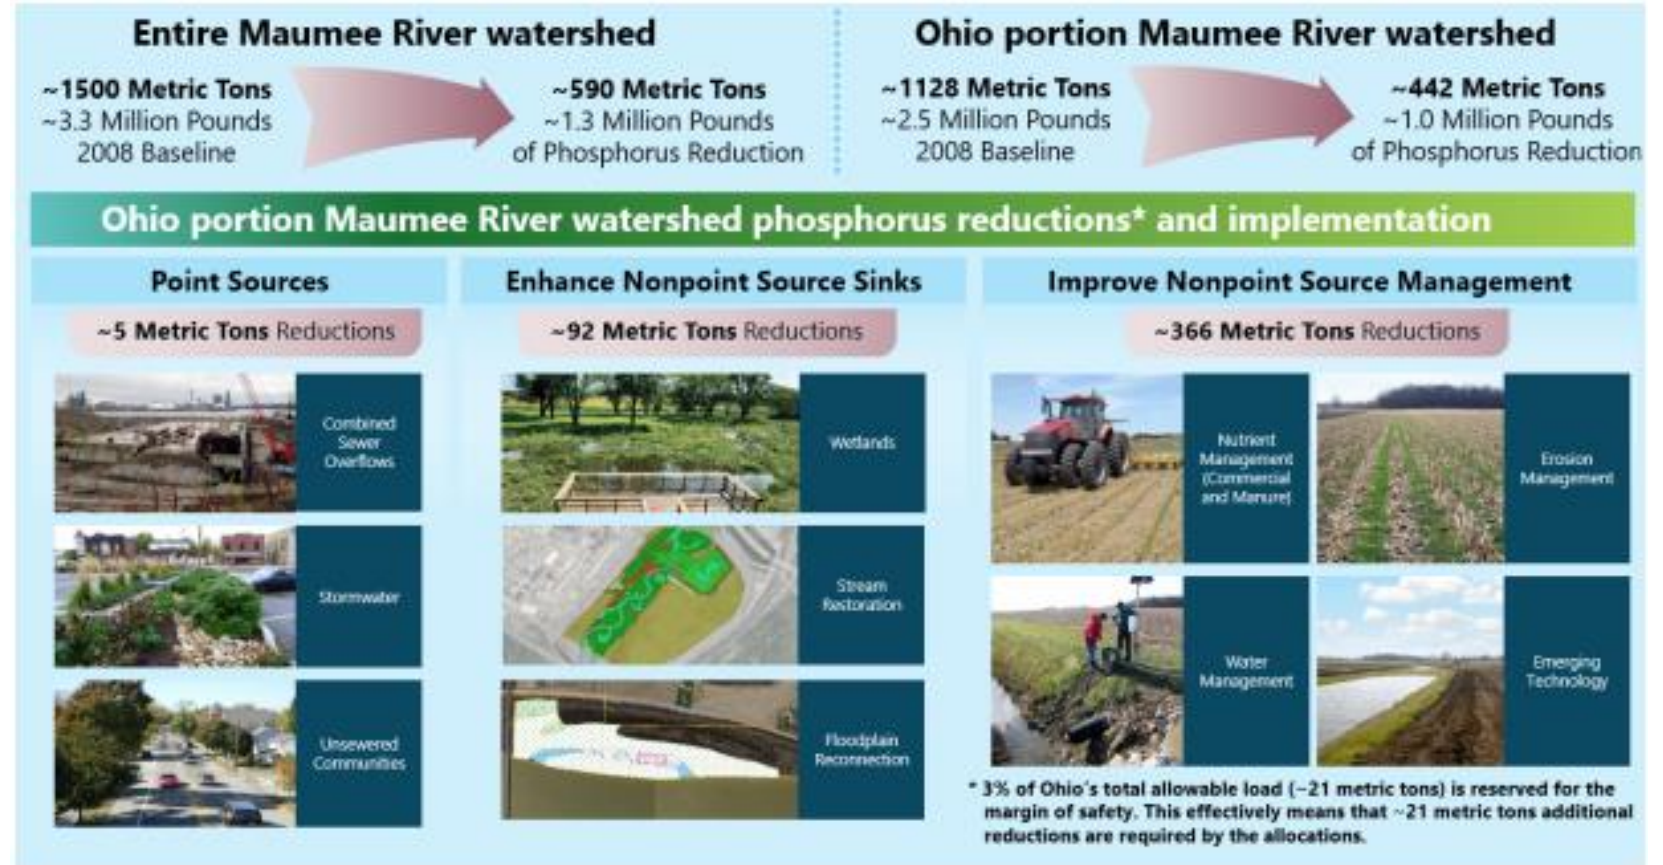 Entire Maumee River watershed
~1500 Metric Tons
~3.3 Million Pounds
2008 Baseline
~590 Metric Tons
~1.3 Million Pounds
of Phosphorus Reduction
Ohio portion Maumee River watershed
~1128 Metric Tons
~2.5 Million Pounds
2008 Baseline
~442 Metric Tons
~1.0 Million Pounds
of Phosphorus Reduction
Ohio portion Maumee River watershed phosphorus reductions* and implementation
Point Sources
~5 Metric Tons Reductions
Combined
Sewer
Overflows
Stormwater
Unsewered
Communities
Enhance Nonpoint Source Sinks
~92 Metric Tons Reductions
Wetlands
Stream
Restoration
Floodplain
Reconnection
Improve Nonpoint Source Management
~366 Metric Tons Reductions
Nutrient
Management
(Commercial
and Manure)
Erosion
Management
Water
Management
Emerging
Technology
* 3% of Ohio's total allowable load (~21 metric tons) is reserved for the
margin of safety. This effectively means that ~21 metric tons additional
reductions are required by the allocations.